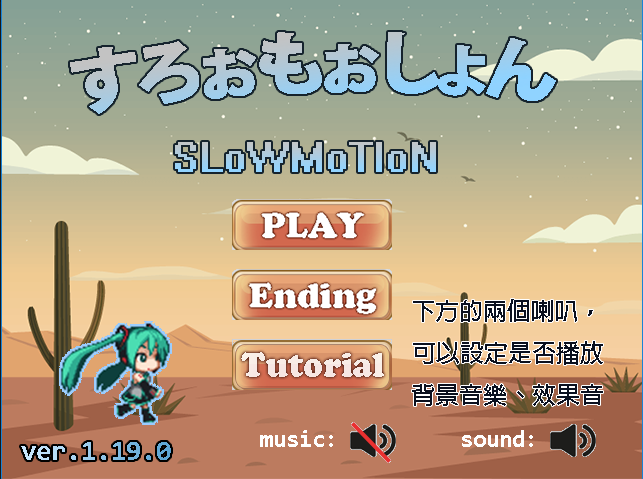 すろぉもぉしょん
SLoWMoTIoN
PLAY
Ending
Tutorial
下方的兩個喇叭，
可以設定是否播放
背景音樂、效果音
music:
sound:
ver.1.19.0